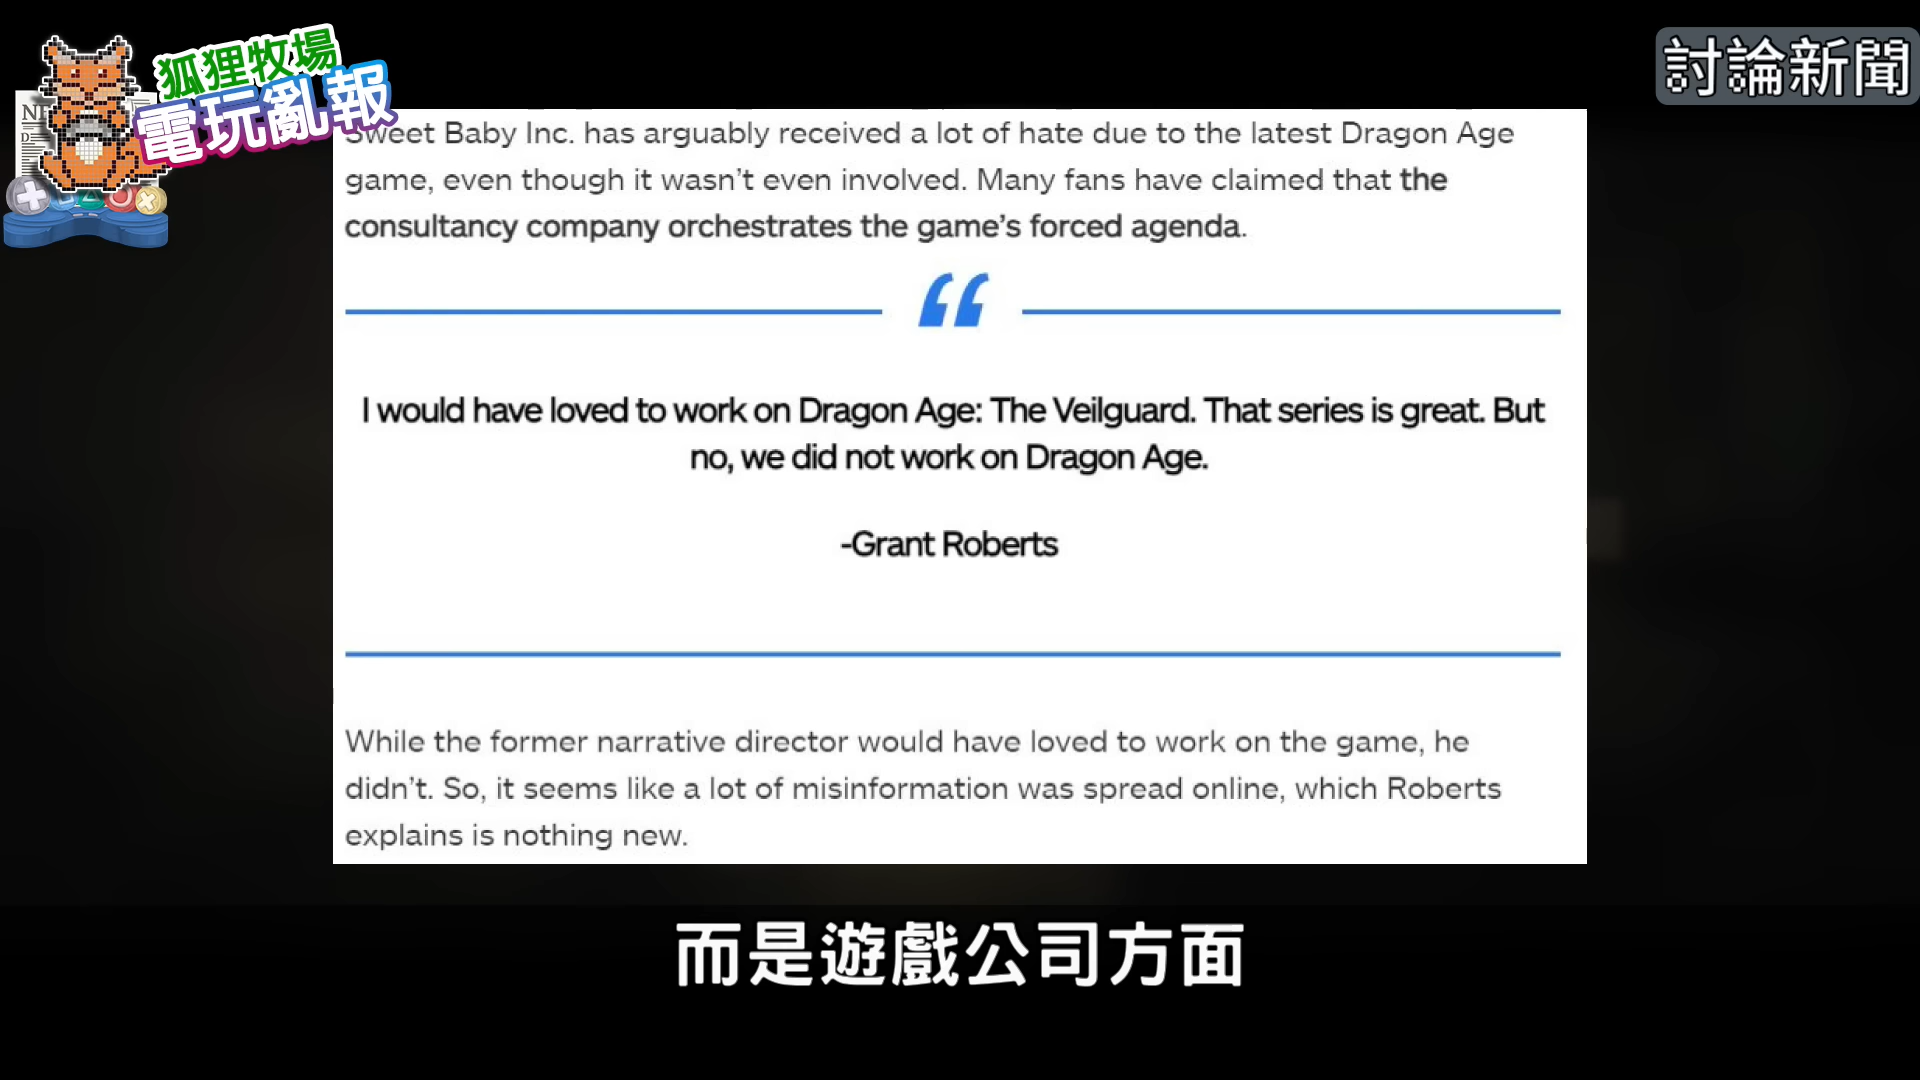 狐狸牧場
電玩亂報
討論新聞
Sweet Baby Inc. has arguably received a lot of hate due to the latest Dragon Age
game, even though it wasn't even involved. Many fans have claimed that the
consultancy company orchestrates the game's forced agenda.
“
I would have loved to work on Dragon Age: The Veilguard. That series is great. But
no, we did not work on Dragon Age.
-Grant Roberts
While the former narrative director would have loved to work on the game, he
didn't. So, it seems like a lot of misinformation was spread online, which Roberts
explains is nothing new.
而是遊戲公司方面